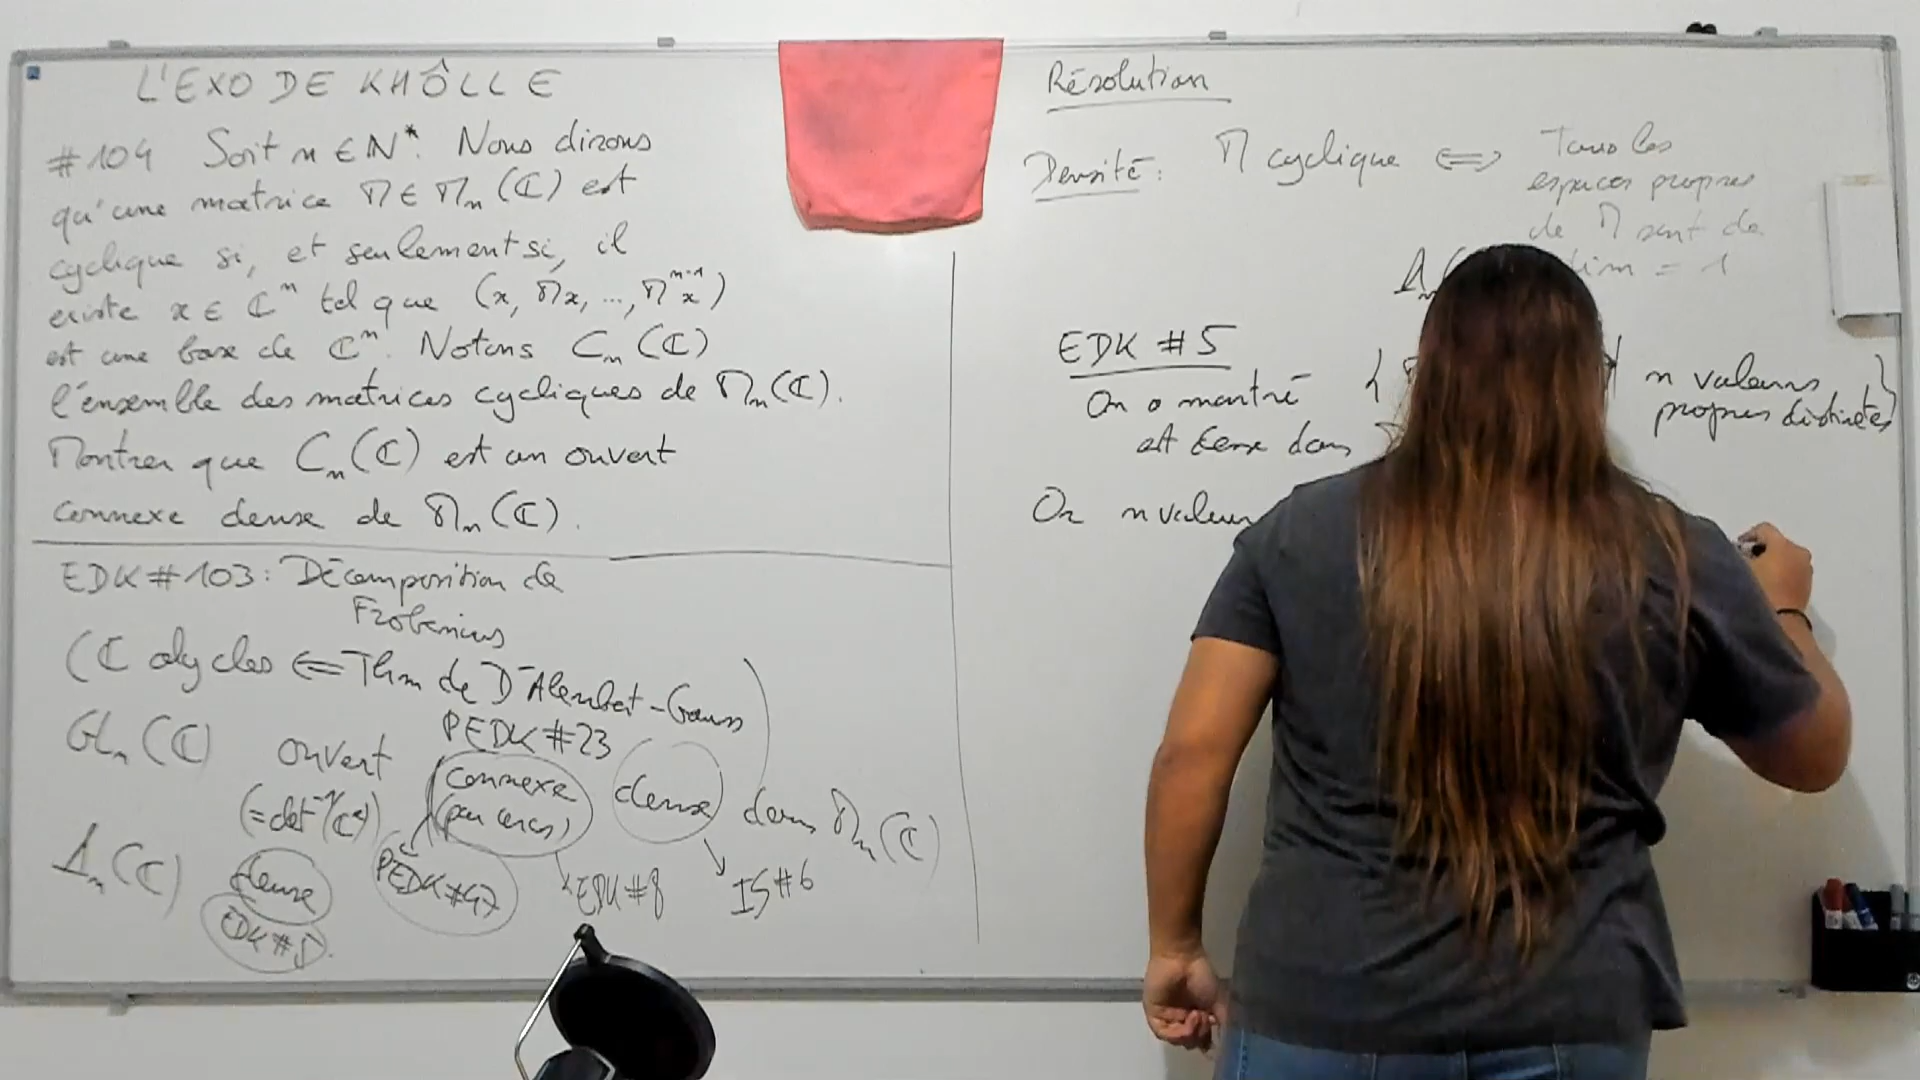 L'EXO DE KHÔLLE
#104 Soit n ∈ ℕ*. Nous dirons
qu'une matrice M ∈ Mₙ(ℂ) est
cyclique si, et seulement si, il
existe x ∈ ℂⁿ tel que (x, Mx, ..., Mⁿ⁻¹x)
est une base de ℂⁿ. Notons Cₙ(ℂ)
l'ensemble des matrices cycliques de Mₙ(ℂ).
Montrer que Cₙ(ℂ) est un ouvert
connexe dense de Mₙ(ℂ).
EDK #103: Décomposition de
Frobenius
(ℂ alg clos ⇐ Thm de D'Alembert-Gauss
PEDK #23
GLₙ(ℂ) ouvert connexe dense dans Mₙ(ℂ)
(= det⁻¹(ℂ*)) (par arcs)
Δₙ(ℂ) dense PEDK #47 EDK #8 IS #6
EDK #5
Résolution
Densité: M cyclique ⟺ Tous les
espaces propres
de M sont de
dim = 1
EDK #5
On a montré { n valeurs
propres distinctes}
est dense dans
Or n valeurs